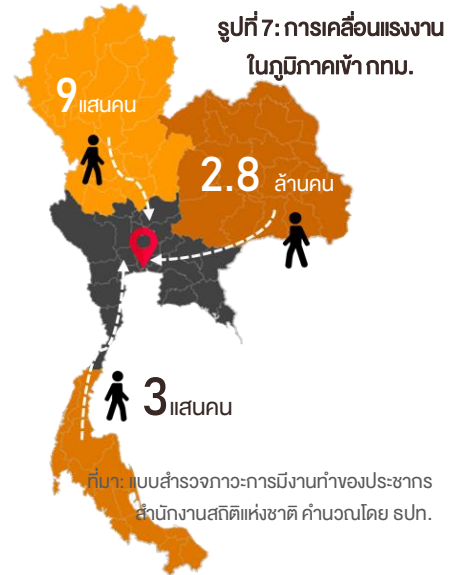 รูปที่ 7: การเคลื่อนแรงงาน
ในภูมิภาคเข้า กทม.
9 แสนคน
2.8 ล้านคน
3 แสนคน
ที่มา: แบบสำรวจภาวะการมีงานทำของประชากร
สำนักงานสถิติแห่งชาติ คำนวณโดย ธปท.